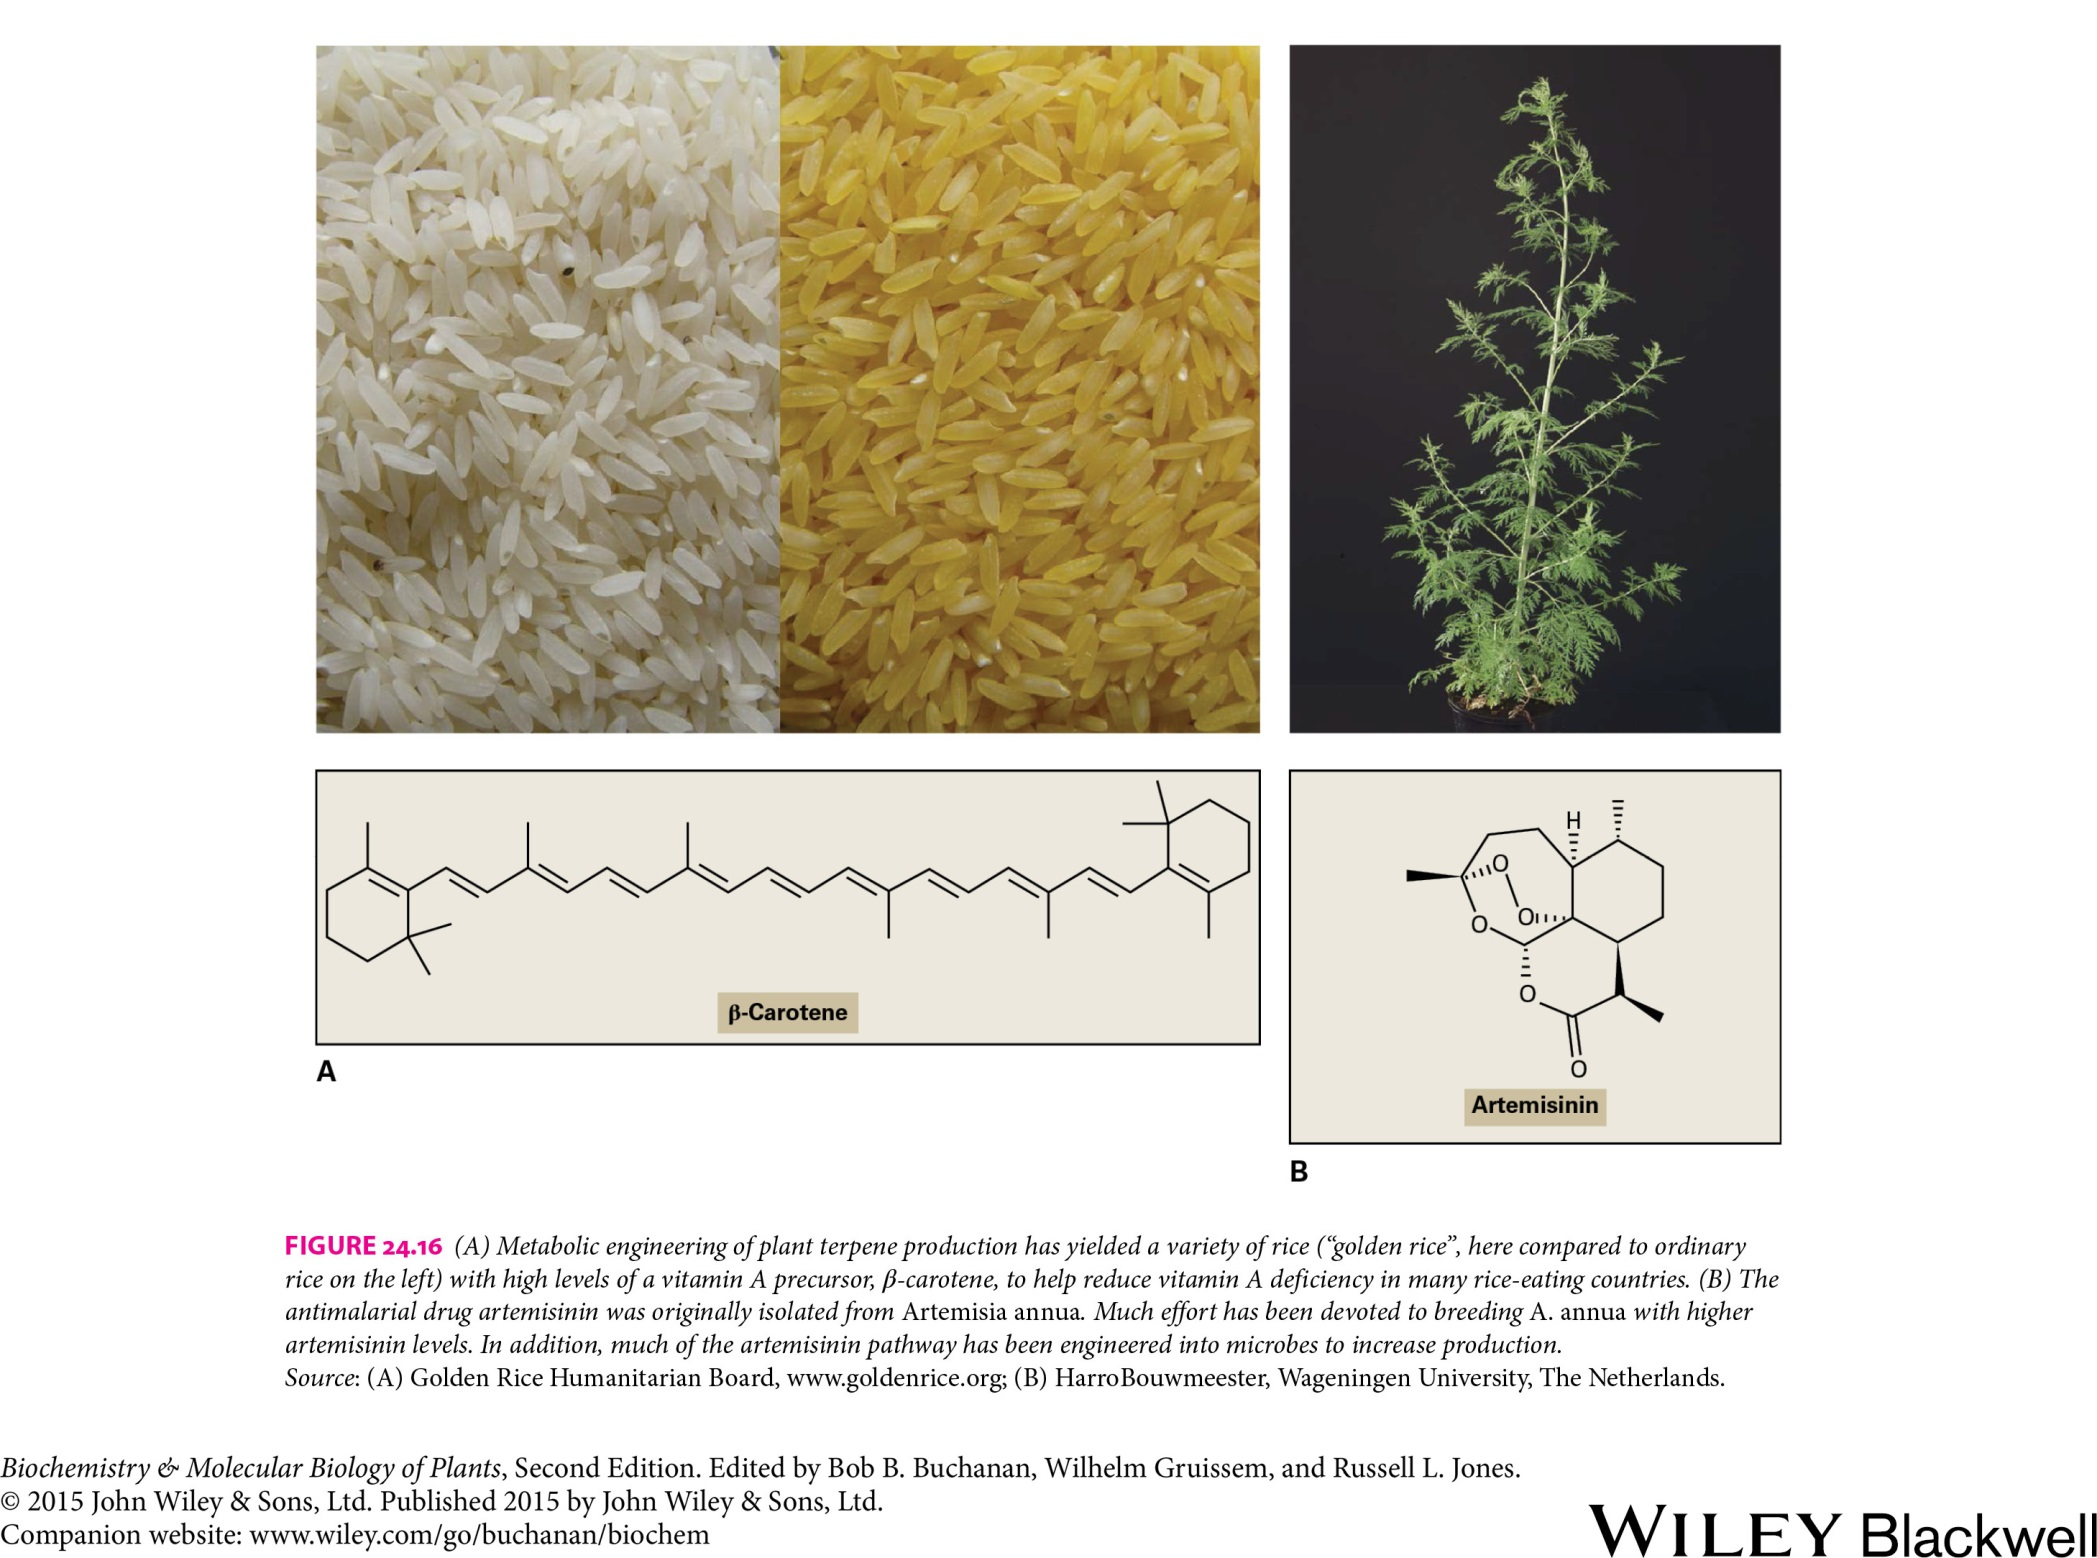 H
O
O
O
O
O
β-Carotene
Artemisinin
A
B
FIGURE 24.16 (A) Metabolic engineering of plant terpene production has yielded a variety of rice (“golden rice”, here compared to ordinary
rice on the left) with high levels of a vitamin A precursor, β-carotene, to help reduce vitamin A deficiency in many rice-eating countries. (B) The
antimalarial drug artemisinin was originally isolated from Artemisia annua. Much effort has been devoted to breeding A. annua with higher
artemisinin levels. In addition, much of the artemisinin pathway has been engineered into microbes to increase production.
Source: (A) Golden Rice Humanitarian Board, www.goldenrice.org; (B) HarroBouwmeester, Wageningen University, The Netherlands.
Biochemistry & Molecular Biology of Plants, Second Edition. Edited by Bob B. Buchanan, Wilhelm Gruissem, and Russell L. Jones.
© 2015 John Wiley & Sons, Ltd. Published 2015 by John Wiley & Sons, Ltd.
Companion website: www.wiley.com/go/buchanan/biochem
WILEY Blackwell